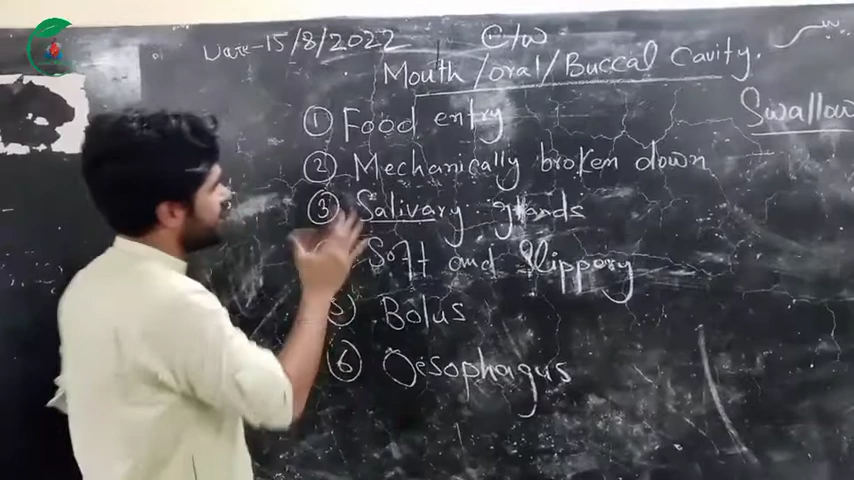 Date-15/8/2022
C/W
Mouth/oral/Buccal Cavity.
Swallow
① Food entry
② Mechanically broken down
③ Salivary glands
Soft and Slippery
5 Bolus
⑥ Oesophagus